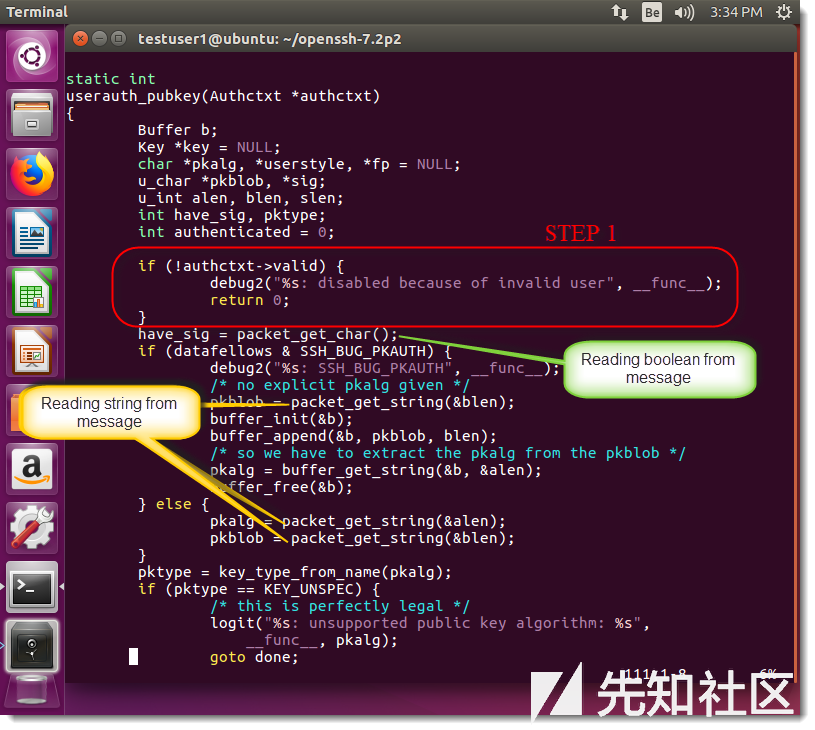 Terminal
Be
3:34 PM
testuser1@ubuntu: ~/openssh-7.2p2
static int
userauth_pubkey(Authctxt *authctxt)
{
Buffer b;
Key *key = NULL;
char *pkalg, *userstyle, *fp = NULL;
u_char *pkblob, *sig;
u_int alen, blen, slen;
int have_sig, pktype;
int authenticated = 0;
STEP 1
if (!authctxt->valid) {
debug2("%s: disabled because of invalid user", __func__);
return 0;
}
have_sig = packet_get_char();
if (datafellows & SSH_BUG_PKAUTH) {
debug2("%s: SSH_BUG_PKAUTH", __func__);
/* no explicit pkalg given */
pkblob = packet_get_string(&blen);
buffer_init(&b);
buffer_append(&b, pkblob, blen);
/* so we have to extract the pkalg from the pkblob */
pkalg = buffer_get_string(&b, &alen);
buffer_free(&b);
} else {
pkalg = packet_get_string(&alen);
pkblob = packet_get_string(&blen);
}
pktype = key_type_from_name(pkalg);
if (pktype == KEY_UNSPEC) {
/* this is perfectly legal */
logit("%s: unsupported public key algorithm: %s",
__func__, pkalg);
goto done;
Reading boolean from
message
Reading string from
message
6%
先知社区